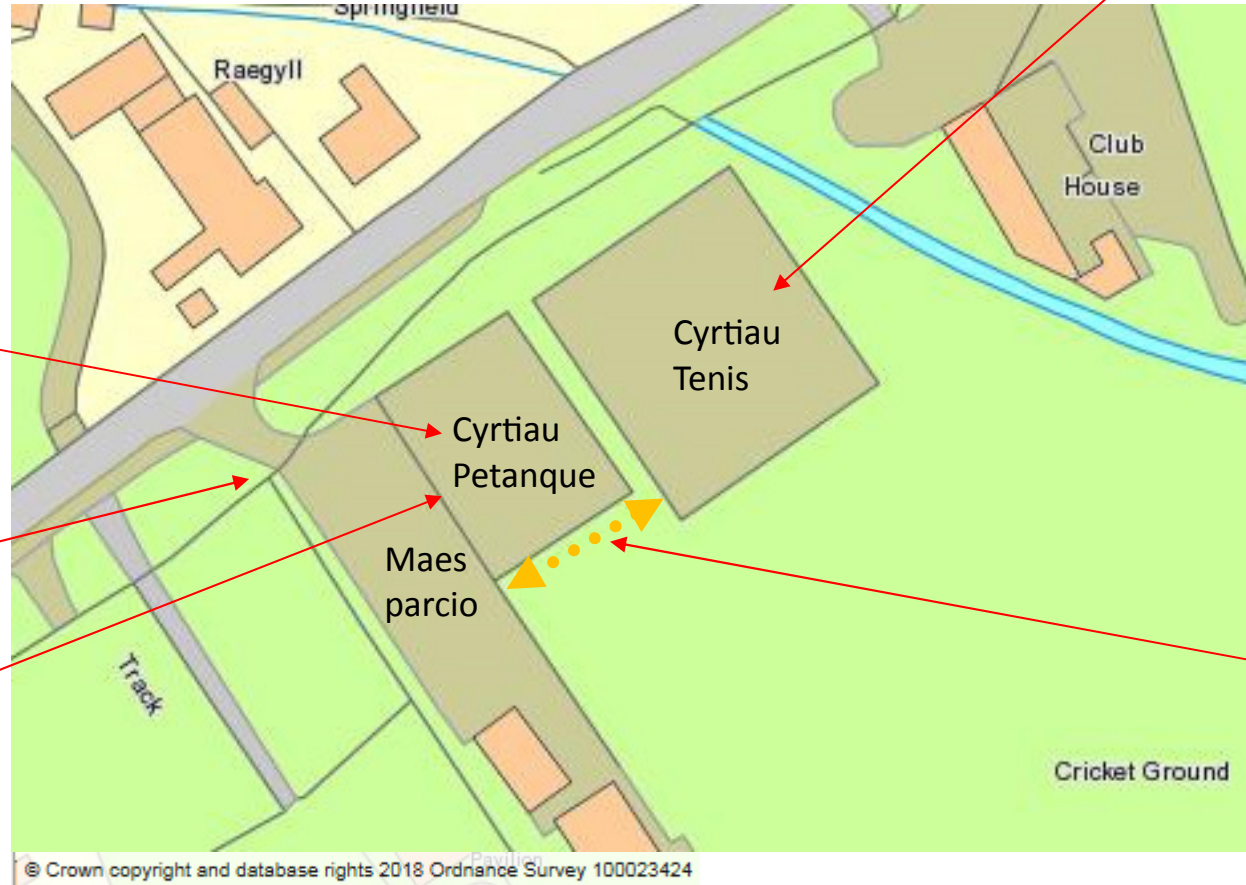 Springfield
Raegyll
Club
House
Cyrtiau
Tenis
Cyrtiau
Petanque
Maes
parcio
Track
Cricket Ground
Pavilion
© Crown copyright and database rights 2018 Ordnance Survey 100023424